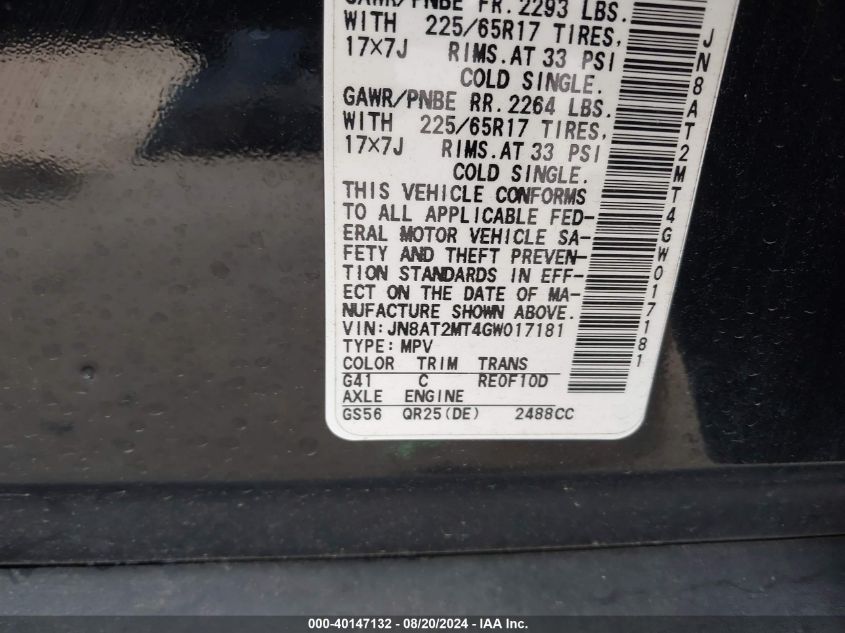 GAWR/PNBE FR. 2293 LBS.
WITH 225/65R17 TIRES,
17X7J RIMS.AT 33 PSI
COLD SINGLE.
GAWR/PNBE RR. 2264 LBS.
WITH 225/65R17 TIRES,
17X7J RIMS.AT 33 PSI
COLD SINGLE.
THIS VEHICLE CONFORMS
TO ALL APPLICABLE FED-
ERAL MOTOR VEHICLE SA-
FETY AND THEFT PREVEN-
TION STANDARDS IN EFF-
ECT ON THE DATE OF MA-
NUFACTURE SHOWN ABOVE.
VIN:JN8AT2MT4GW017181
TYPE:MPV
COLOR TRIM TRANS
G41 C RE0F10D
AXLE ENGINE
GS56 QR25(DE) 2488CC
JN8AT2MT4GW017181
000-40147132 - 08/20/2024 - IAA Inc.